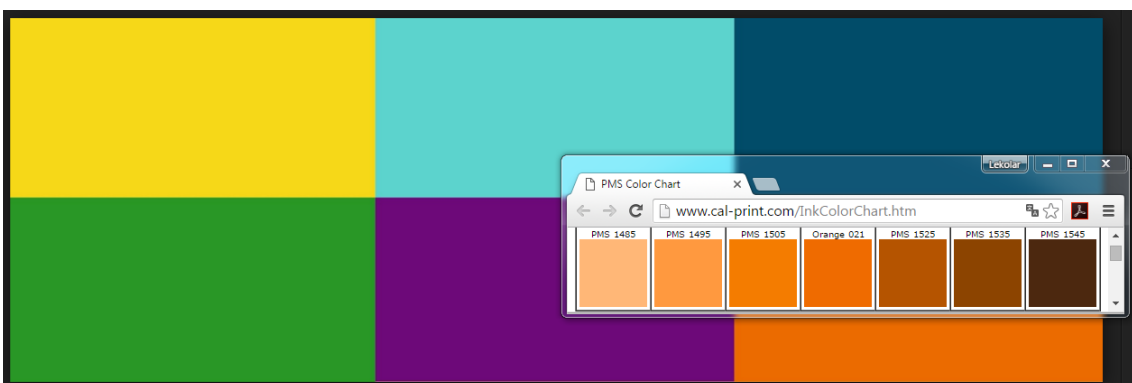 Lekolar
PMS Color Chart
www.cal-print.com/InkColorChart.htm
PMS 1485 PMS 1495 PMS 1505 Orange 021 PMS 1525 PMS 1535 PMS 1545